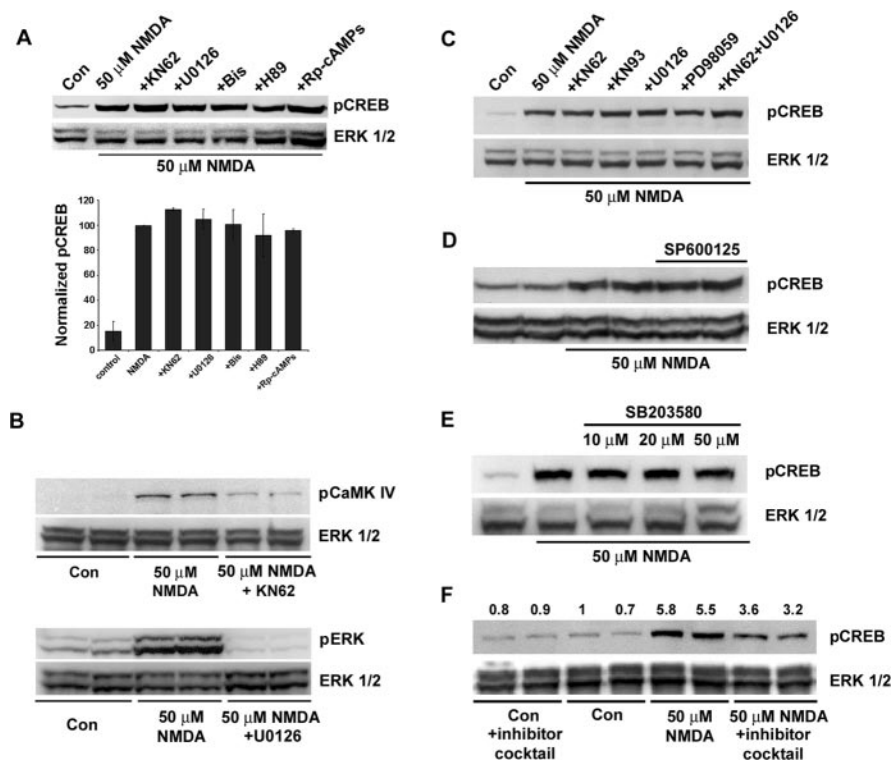 A
Con
50 μM NMDA
+KN62
+U0126
+Bis
+H89
+Rp-cAMPs
pCREB
ERK 1/2
50 μM NMDA
Normalized pCREB
120
100
80
60
40
20
0
control
NMDA
+KN62
+U0126
+Bis
+H89
+Rp-cAMPs
B
pCaMK IV
ERK 1/2
Con
50 μM
NMDA
50 μM NMDA
+ KN62
pERK
ERK 1/2
Con
50 μM
NMDA
50 μM NMDA
+U0126
C
Con
50 μM NMDA
+KN62
+KN93
+U0126
+PD98059
+KN62+U0126
pCREB
ERK 1/2
50 μM NMDA
D
SP600125
pCREB
ERK 1/2
50 μM NMDA
E
SB203580
10 μM 20 μM 50 μM
pCREB
ERK 1/2
50 μM NMDA
F
0.8 0.9 1 0.7 5.8 5.5 3.6 3.2
pCREB
ERK 1/2
Con
+inhibitor
cocktail
Con
50 μM
NMDA
50 μM NMDA
+inhibitor
cocktail